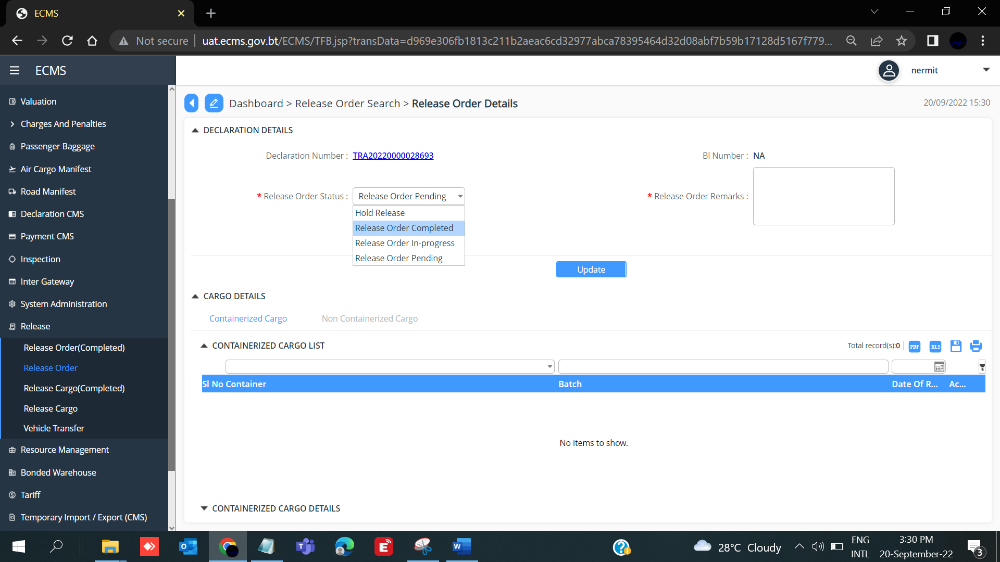 ECMS
Not secure
uat.ecms.gov.bt/ECMS/TFB.jsp?transData=d969e306fb1813c211b2aeac6cd32977abca78395464d32d08abf7b59b17128d5167f779...
ECMS
nermit
Valuation
Charges And Penalties
Passenger Baggage
Air Cargo Manifest
Road Manifest
Declaration CMS
Payment CMS
Inspection
Inter Gateway
System Administration
Release
Release Order(Completed)
Release Order
Release Cargo(Completed)
Release Cargo
Vehicle Transfer
Resource Management
Bonded Warehouse
Tariff
Temporary Import / Export (CMS)
Dashboard > Release Order Search > Release Order Details
20/09/2022 15:30
DECLARATION DETAILS
Declaration Number : TRA20220000028693
Bl Number : NA
* Release Order Status : Release Order Pending
* Release Order Remarks :
Hold Release
Release Order Completed
Release Order In-progress
Release Order Pending
Update
CARGO DETAILS
Containerized Cargo Non Containerized Cargo
CONTAINERIZED CARGO LIST
Total record(s):0
PDF
XLS
Sl No Container Batch Date Of R... Ac...
No items to show.
CONTAINERIZED CARGO DETAILS
28°C Cloudy
ENG
INTL
3:30 PM
20-September-22
3